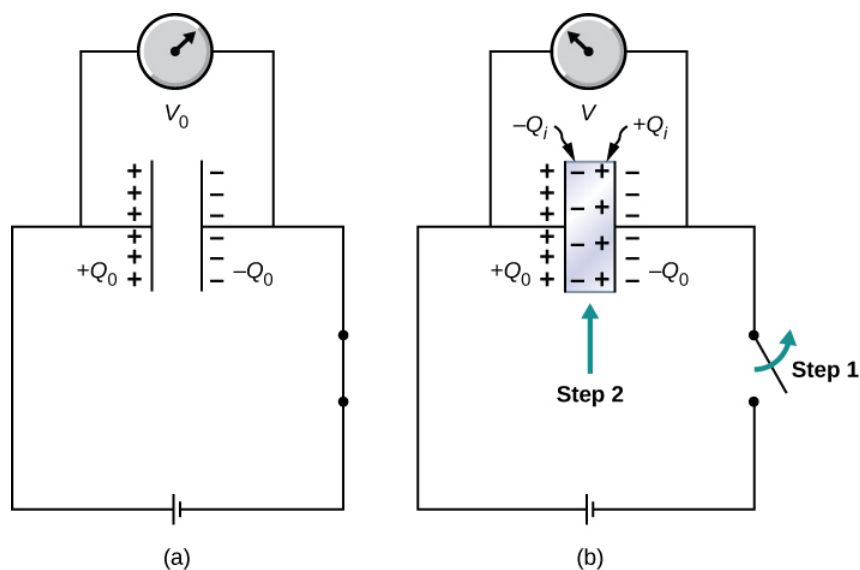 V₀
+Q₀
–Q₀
(a)
V
–Qᵢ
+Qᵢ
+Q₀
–Q₀
Step 1
Step 2
(b)